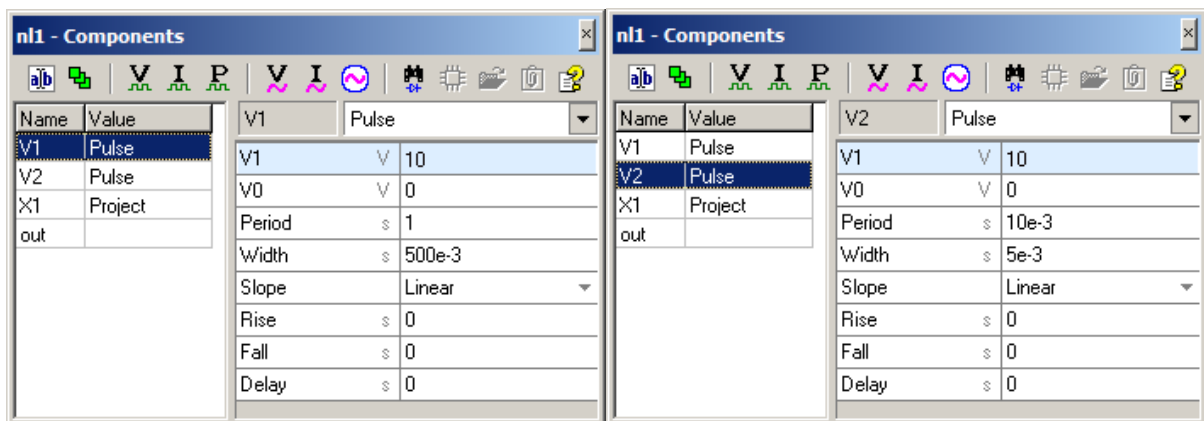 nl1 - Components
a|b V I P V I
Name Value
V1 Pulse
V2 Pulse
X1 Project
out
V1 Pulse
V1 V 10
V0 V 0
Period s 1
Width s 500e-3
Slope Linear
Rise s 0
Fall s 0
Delay s 0
nl1 - Components
a|b V I P V I
Name Value
V1 Pulse
V2 Pulse
X1 Project
out
V2 Pulse
V1 V 10
V0 V 0
Period s 10e-3
Width s 5e-3
Slope Linear
Rise s 0
Fall s 0
Delay s 0